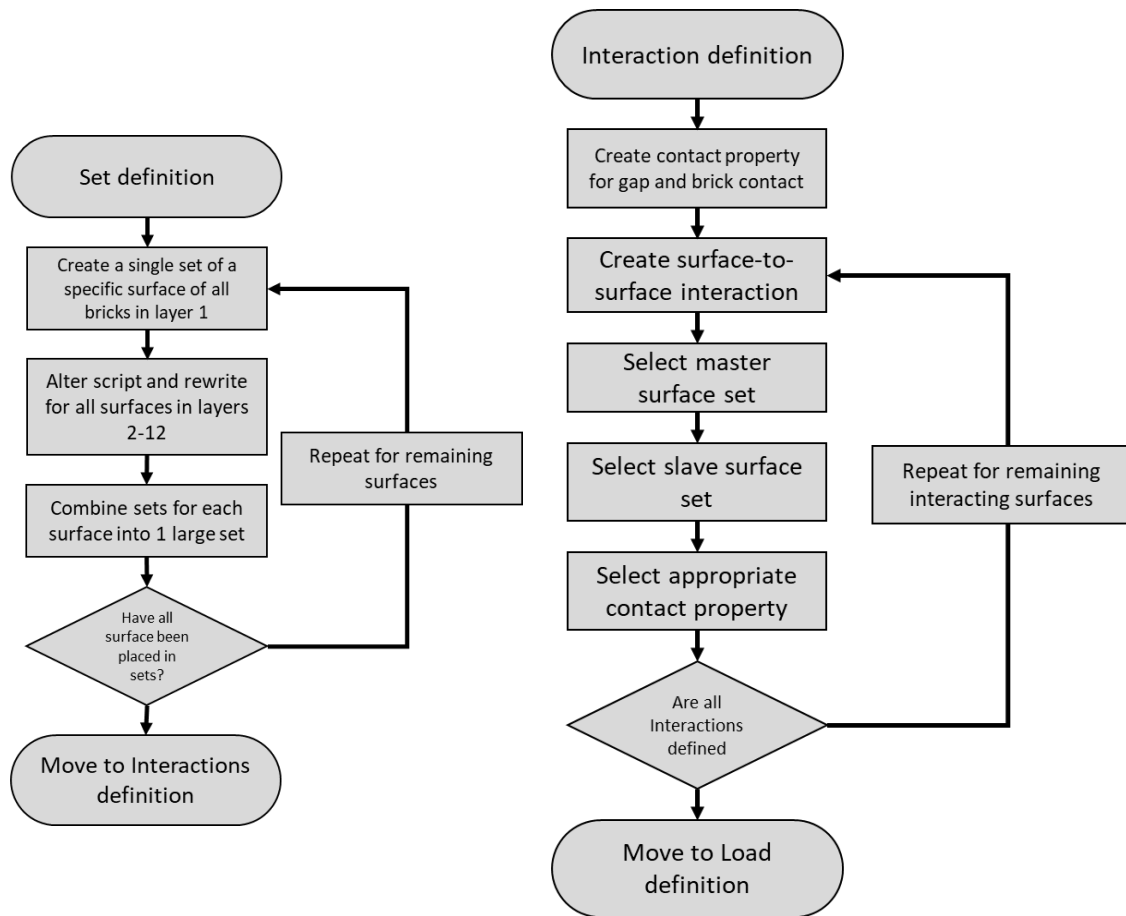 Set definition
Create a single set of a
specific surface of all
bricks in layer 1
Alter script and rewrite
for all surfaces in layers
2-12
Combine sets for each
surface into 1 large set
Have all
surface been
placed in
sets?
Repeat for remaining
surfaces
Move to Interactions
definition
Interaction definition
Create contact property
for gap and brick contact
Create surface-to-
surface interaction
Select master
surface set
Select slave surface
set
Select appropriate
contact property
Are all
Interactions
defined
Repeat for remaining
interacting surfaces
Move to Load
definition